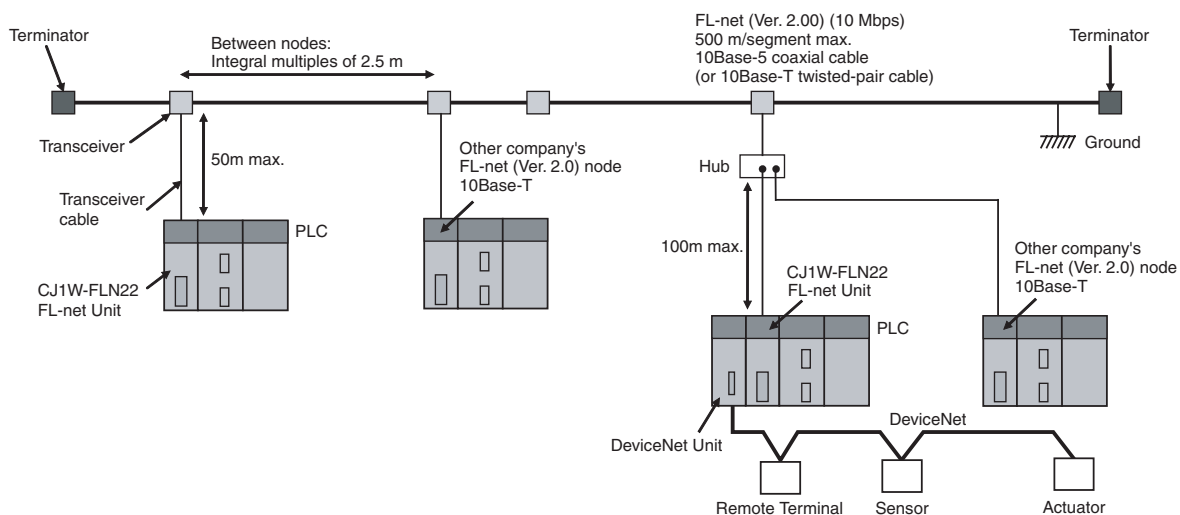 Terminator
Between nodes:
Integral multiples of 2.5 m
FL-net (Ver. 2.00) (10 Mbps)
500 m/segment max.
10Base-5 coaxial cable
(or 10Base-T twisted-pair cable)
Terminator
Transceiver
50m max.
Other company's
FL-net (Ver. 2.0) node
10Base-T
Hub
Ground
Transceiver
cable
PLC
100m max.
CJ1W-FLN22
FL-net Unit
CJ1W-FLN22
FL-net Unit
Other company's
FL-net (Ver. 2.0) node
10Base-T
PLC
DeviceNet Unit
DeviceNet
Remote Terminal
Sensor
Actuator